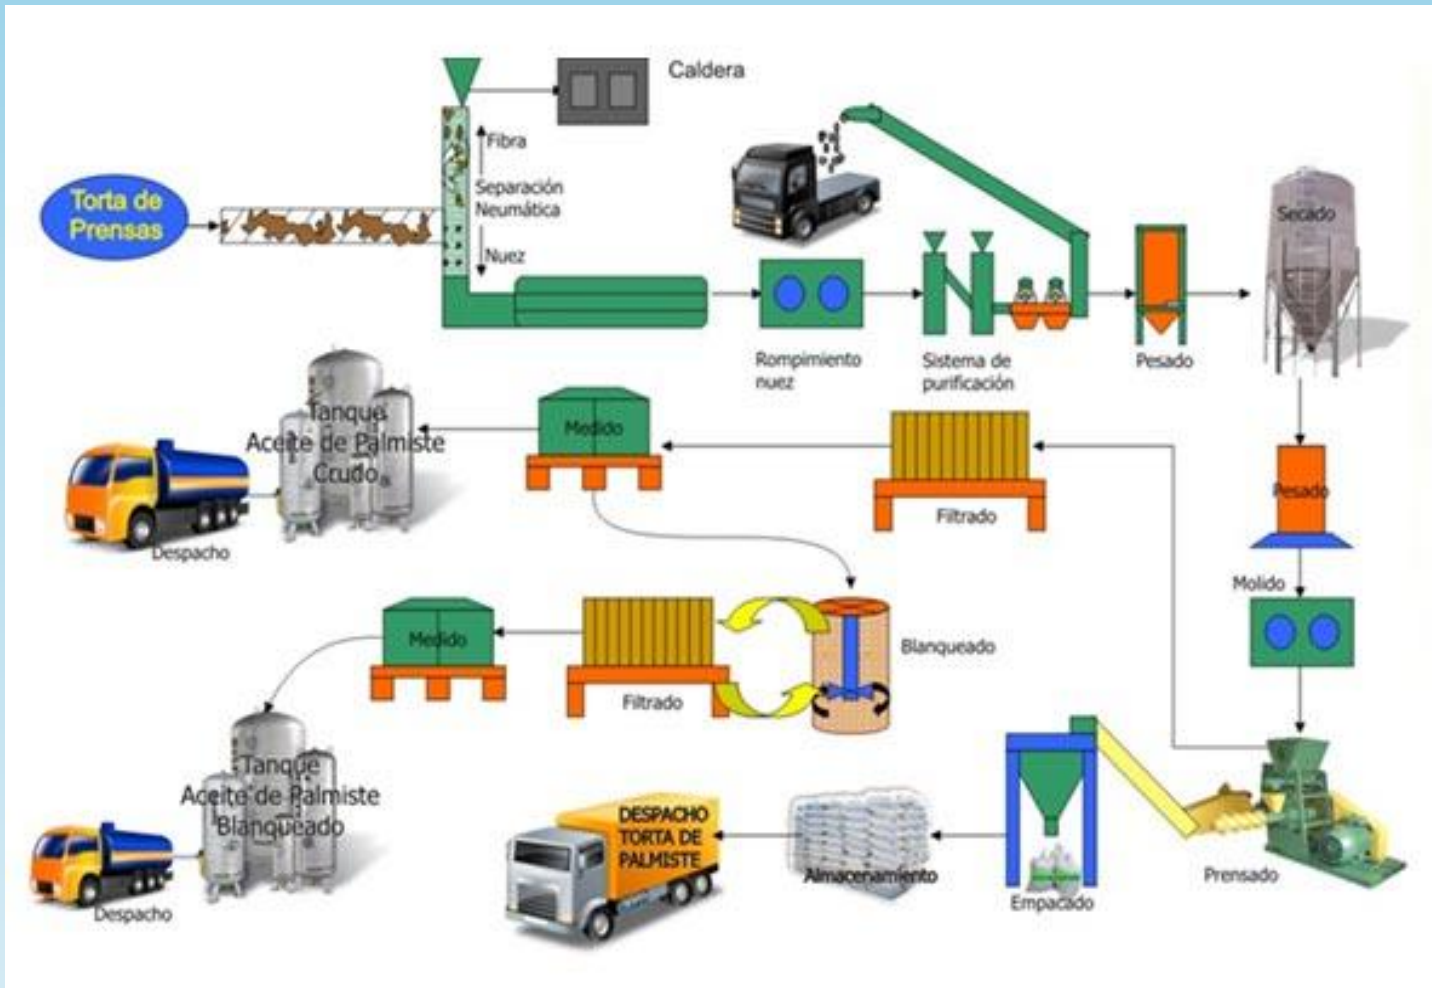 Caldera
Fibra
Torta de
Prensas
Separación
Neumática
Nuez
Secado
Rompimiento
nuez
Sistema de
purificación
Pesado
Tanque
Aceite de Palmiste
Crudo
Medido
Filtrado
Pesado
Despacho
Molido
Medido
Filtrado
Blanqueado
Tanque
Aceite de Palmiste
Blanqueado
Despacho
DESPACHO
TORTA DE
PALMISTE
Almacenamiento
Empacado
Prensado